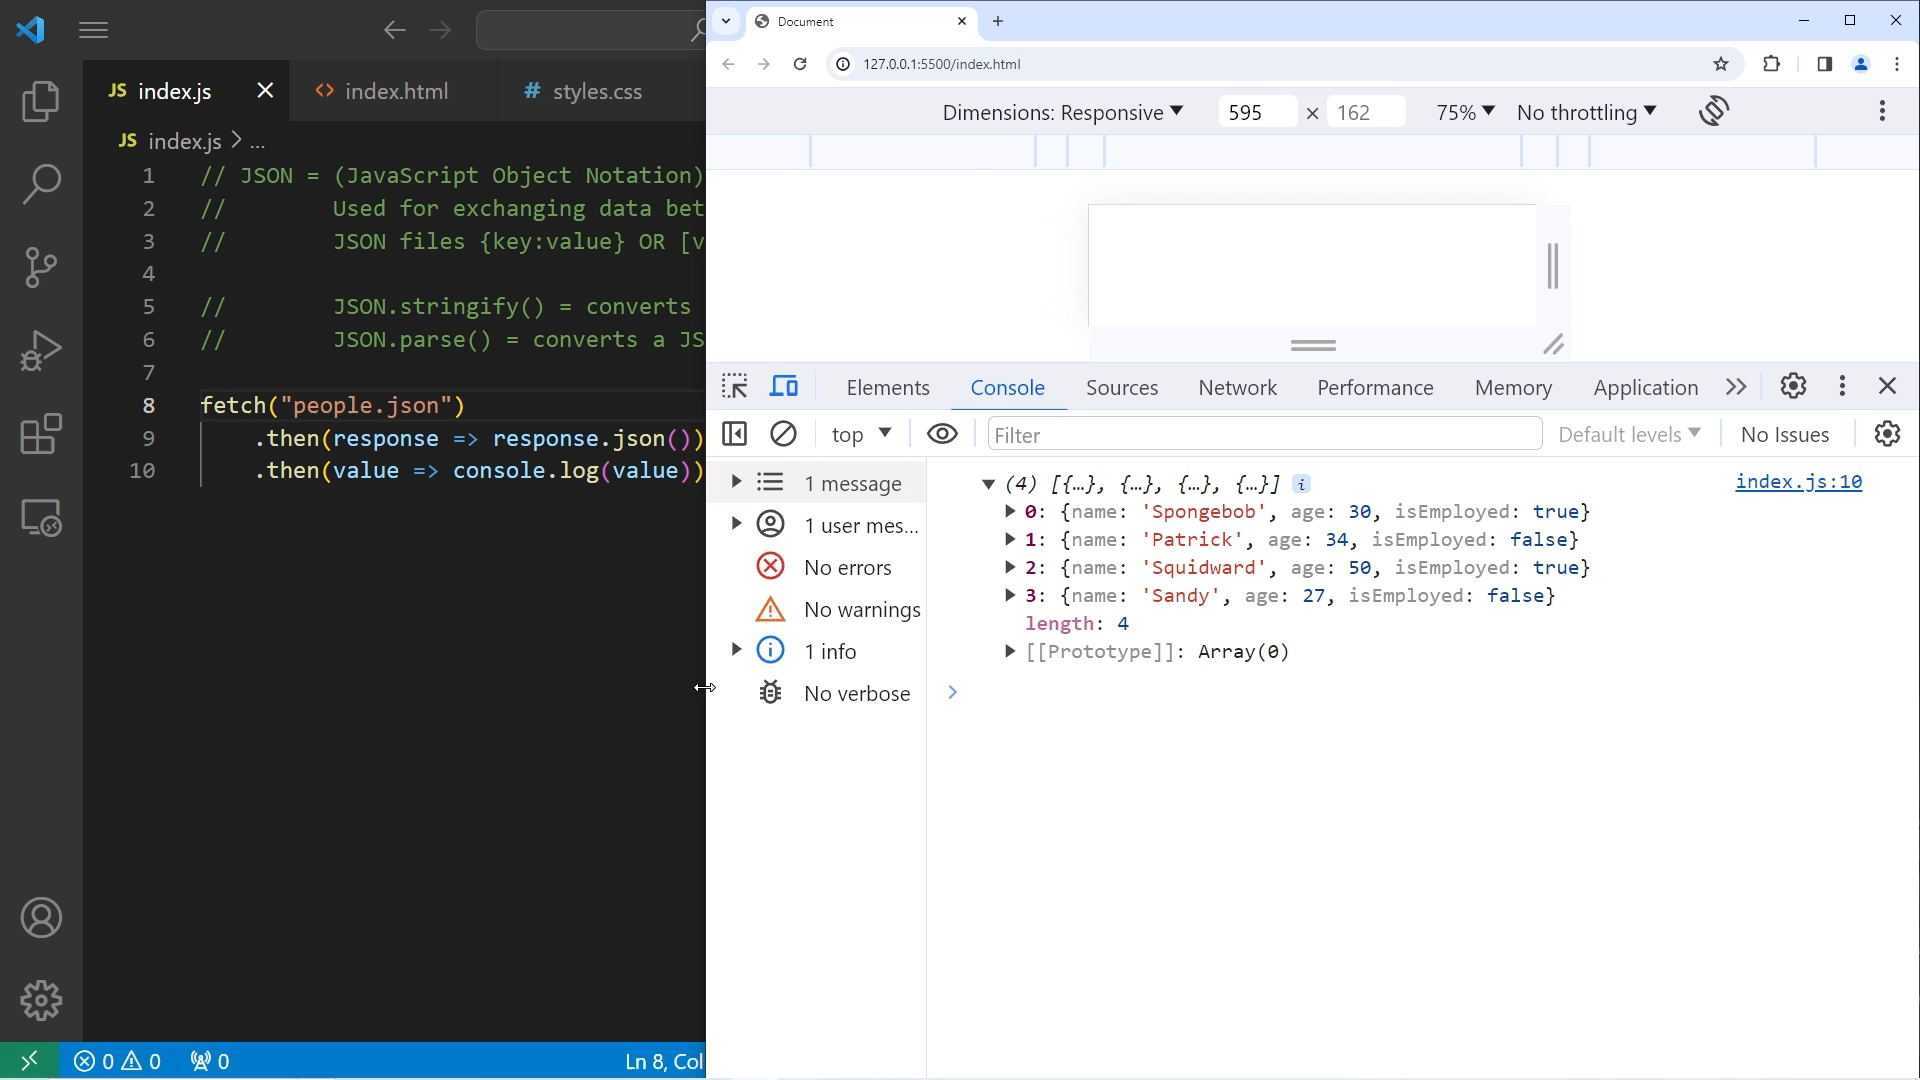 JS index.js
<> index.html
# styles.css
JS index.js > ...
1 // JSON = (JavaScript Object Notation)
2 // Used for exchanging data bet
3 // JSON files {key:value} OR [v
4
5 // JSON.stringify() = converts
6 // JSON.parse() = converts a JS
7
8 fetch("people.json")
9 .then(response => response.json())
10 .then(value => console.log(value))
0 0 0
Ln 8, Col
Document
127.0.0.1:5500/index.html
Dimensions: Responsive 595 × 162 75% No throttling
Elements Console Sources Network Performance Memory Application
top Filter Default levels No Issues
1 message
1 user mes...
No errors
No warnings
1 info
No verbose
(4) [{…}, {…}, {…}, {…}] i index.js:10
0: {name: 'Spongebob', age: 30, isEmployed: true}
1: {name: 'Patrick', age: 34, isEmployed: false}
2: {name: 'Squidward', age: 50, isEmployed: true}
3: {name: 'Sandy', age: 27, isEmployed: false}
length: 4
[[Prototype]]: Array(0)